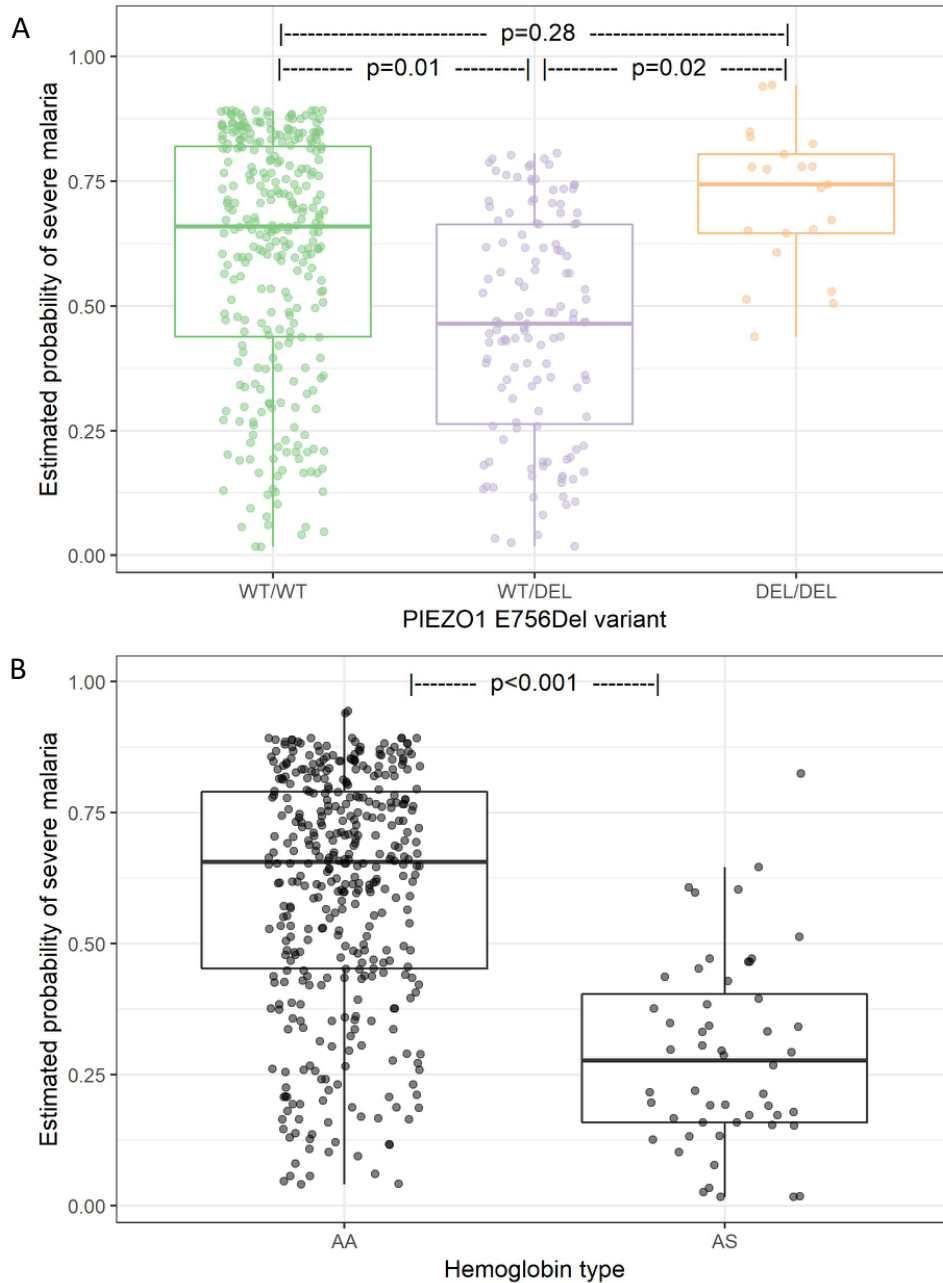 A
Estimated probability of severe malaria
1.00
0.75
0.50
0.25
0.00
|------------------------ p=0.28 ------------------------|
|-------- p=0.01 --------| |-------- p=0.02 --------|
WT/WT WT/DEL DEL/DEL
PIEZO1 E756Del variant
B
Estimated probability of severe malaria
1.00
0.75
0.50
0.25
0.00
|-------- p<0.001 --------|
AA AS
Hemoglobin type